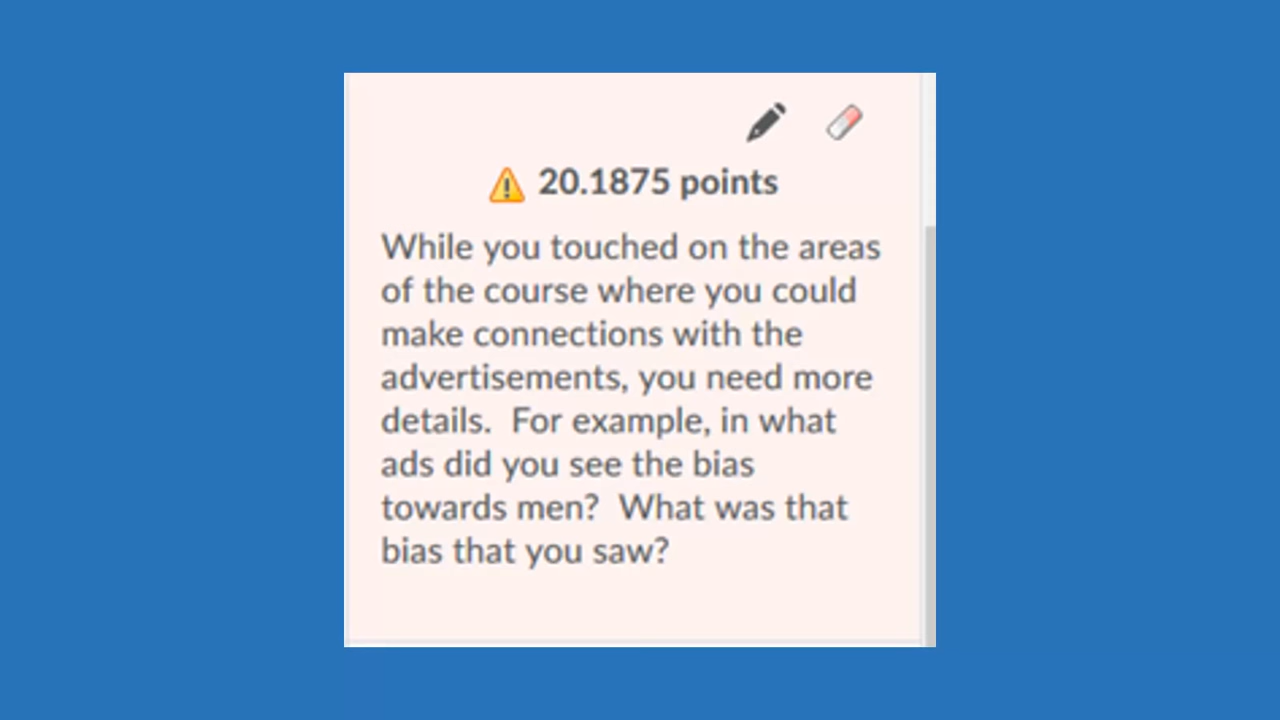 20.1875 points
While you touched on the areas
of the course where you could
make connections with the
advertisements, you need more
details.  For example, in what
ads did you see the bias
towards men?  What was that
bias that you saw?